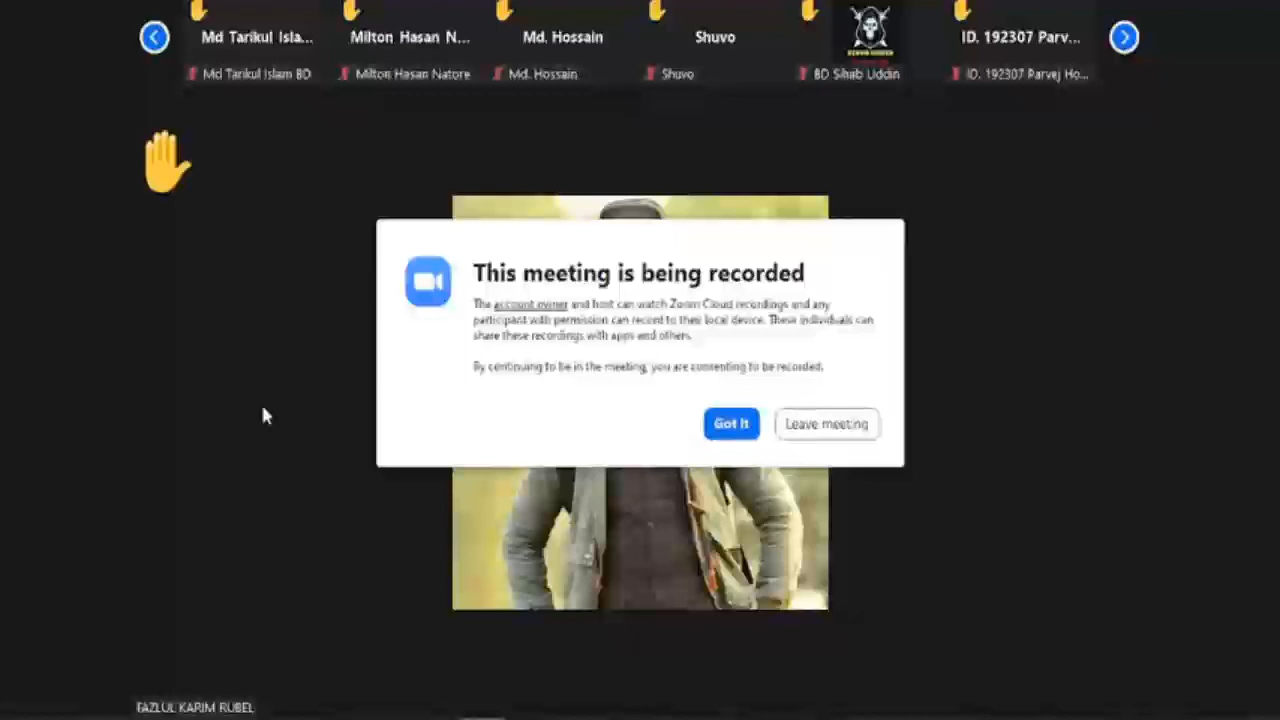 Md Tarikul Isla...
Milton Hasan N...
Md. Hossain
Shuvo
ID. 192307 Parv...
Md Tarikul Islam BD
Milton Hasan Natore
Md. Hossain
Shuvo
BD Sihab Uddin
ID. 192307 Parvej Ho...
This meeting is being recorded
The account owner and host can watch Zoom Cloud recordings and any
participant with permission can record to their local device. These individuals can
share these recordings with apps and others.
By continuing to be in the meeting, you are consenting to be recorded.
Got it
Leave meeting
FAZLUL KARIM RUBEL